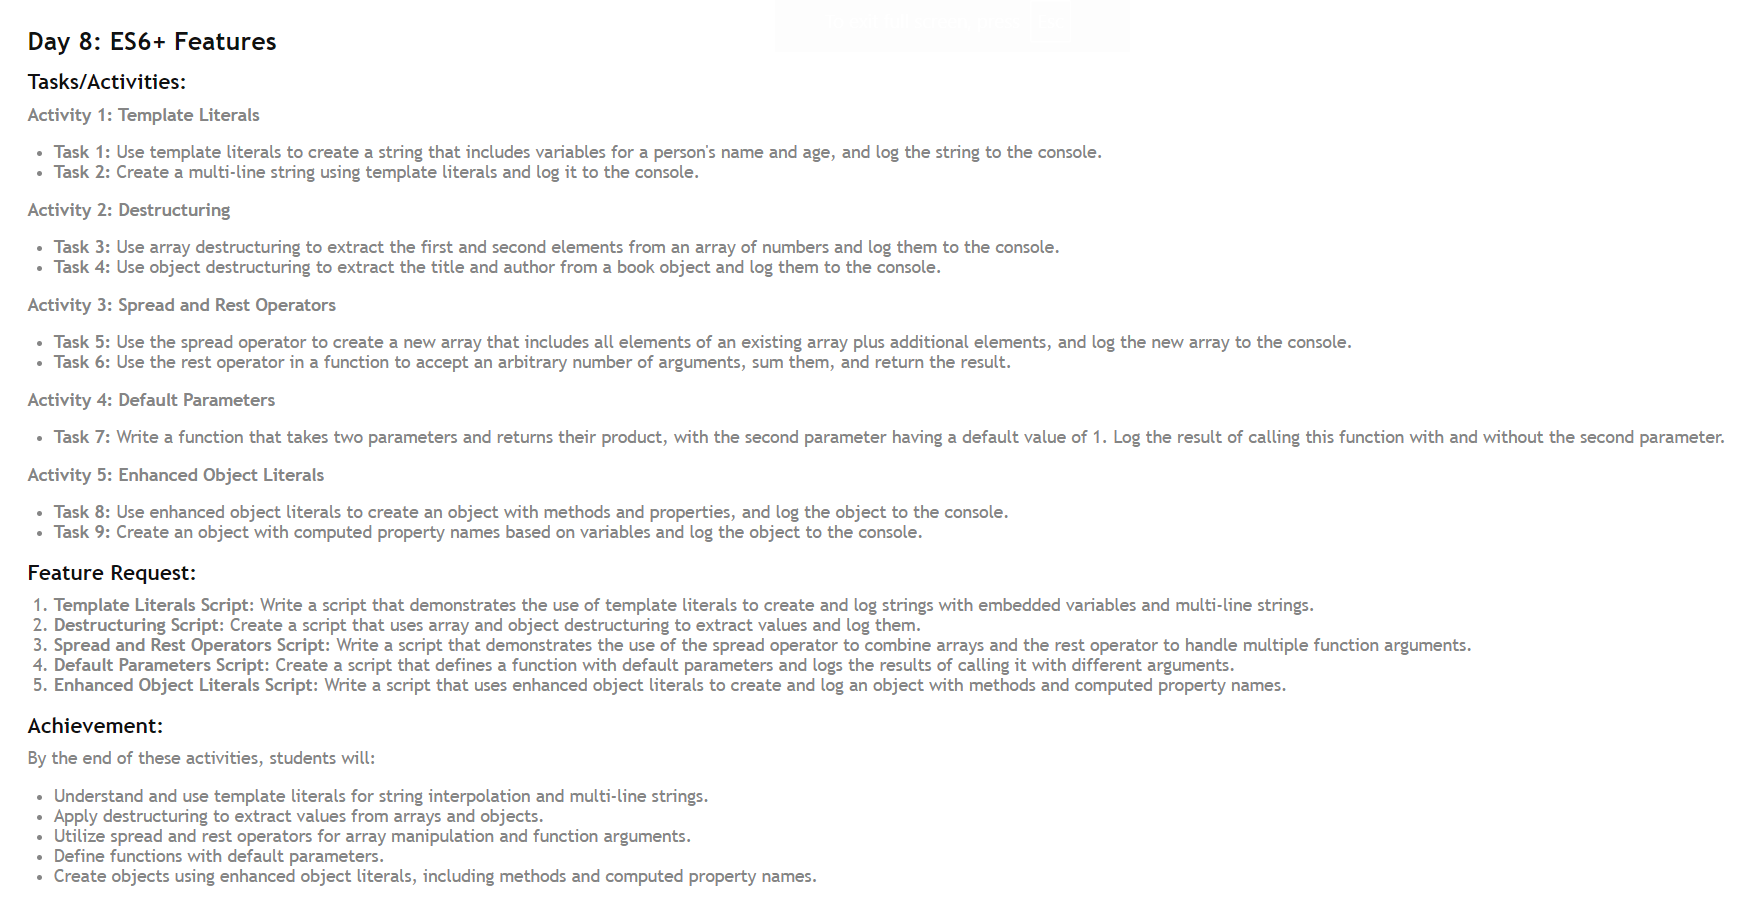 Day 8: ES6+ Features
Tasks/Activities:
Activity 1: Template Literals
• Task 1: Use template literals to create a string that includes variables for a person's name and age, and log the string to the console.
• Task 2: Create a multi-line string using template literals and log it to the console.
Activity 2: Destructuring
• Task 3: Use array destructuring to extract the first and second elements from an array of numbers and log them to the console.
• Task 4: Use object destructuring to extract the title and author from a book object and log them to the console.
Activity 3: Spread and Rest Operators
• Task 5: Use the spread operator to create a new array that includes all elements of an existing array plus additional elements, and log the new array to the console.
• Task 6: Use the rest operator in a function to accept an arbitrary number of arguments, sum them, and return the result.
Activity 4: Default Parameters
• Task 7: Write a function that takes two parameters and returns their product, with the second parameter having a default value of 1. Log the result of calling this function with and without the second parameter.
Activity 5: Enhanced Object Literals
• Task 8: Use enhanced object literals to create an object with methods and properties, and log the object to the console.
• Task 9: Create an object with computed property names based on variables and log the object to the console.
Feature Request:
1. Template Literals Script: Write a script that demonstrates the use of template literals to create and log strings with embedded variables and multi-line strings.
2. Destructuring Script: Create a script that uses array and object destructuring to extract values and log them.
3. Spread and Rest Operators Script: Write a script that demonstrates the use of the spread operator to combine arrays and the rest operator to handle multiple function arguments.
4. Default Parameters Script: Create a script that defines a function with default parameters and logs the results of calling it with different arguments.
5. Enhanced Object Literals Script: Write a script that uses enhanced object literals to create and log an object with methods and computed property names.
Achievement:
By the end of these activities, students will:
• Understand and use template literals for string interpolation and multi-line strings.
• Apply destructuring to extract values from arrays and objects.
• Utilize spread and rest operators for array manipulation and function arguments.
• Define functions with default parameters.
• Create objects using enhanced object literals, including methods and computed property names.